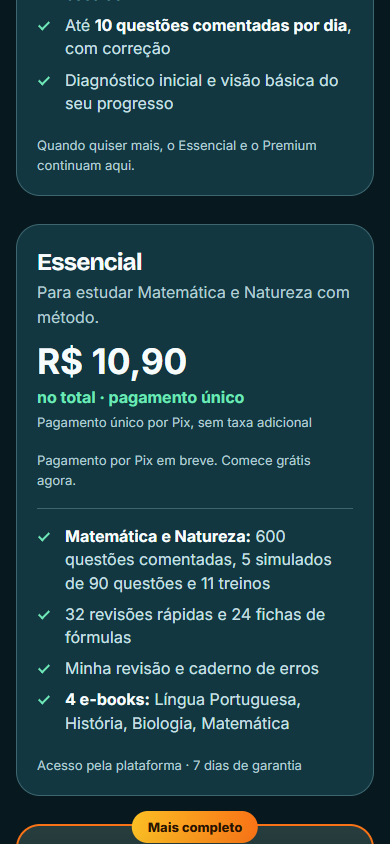 Até 10 questões comentadas por dia,
com correção
Diagnóstico inicial e visão básica do
seu progresso
Quando quiser mais, o Essencial e o Premium
continuam aqui.
Essencial
Para estudar Matemática e Natureza com
método.
R$ 10,90
no total · pagamento único
Pagamento único por Pix, sem taxa adicional
Pagamento por Pix em breve. Comece grátis
agora.
Matemática e Natureza: 600
questões comentadas, 5 simulados
de 90 questões e 11 treinos
32 revisões rápidas e 24 fichas de
fórmulas
Minha revisão e caderno de erros
4 e-books: Língua Portuguesa,
História, Biologia, Matemática
Acesso pela plataforma · 7 dias de garantia
Mais completo